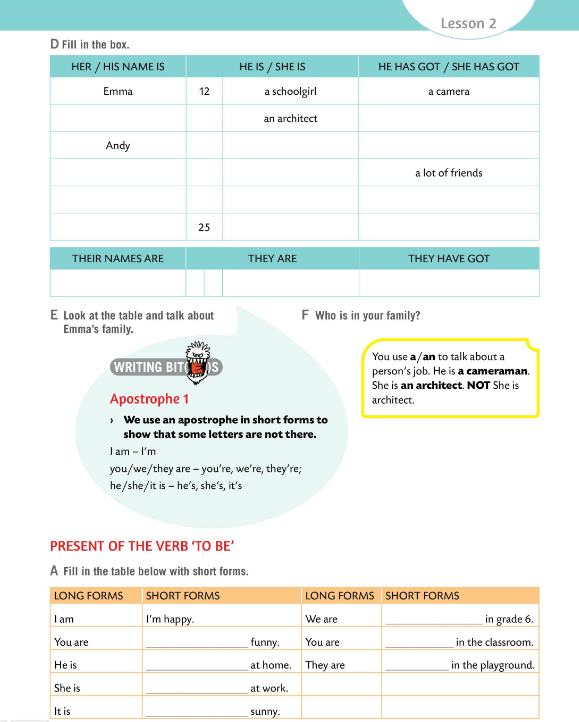 Lesson 2
D Fill in the box.
HER / HIS NAME IS HE IS / SHE IS HE HAS GOT / SHE HAS GOT
Emma 12 a schoolgirl a camera
an architect
Andy
a lot of friends
25
THEIR NAMES ARE THEY ARE THEY HAVE GOT
E Look at the table and talk about
Emma's family.
F Who is in your family?
WRITING BITS
Apostrophe 1
› We use an apostrophe in short forms to
show that some letters are not there.
I am – I'm
you/we/they are – you're, we're, they're;
he/she/it is – he's, she's, it's
You use a/an to talk about a
person's job. He is a cameraman.
She is an architect. NOT She is
architect.
PRESENT OF THE VERB 'TO BE'
A Fill in the table below with short forms.
LONG FORMS SHORT FORMS LONG FORMS SHORT FORMS
I am I'm happy. We are ____________ in grade 6.
You are ____________ funny. You are ____________ in the classroom.
He is ____________ at home. They are ____________ in the playground.
She is ____________ at work.
It is ____________ sunny.